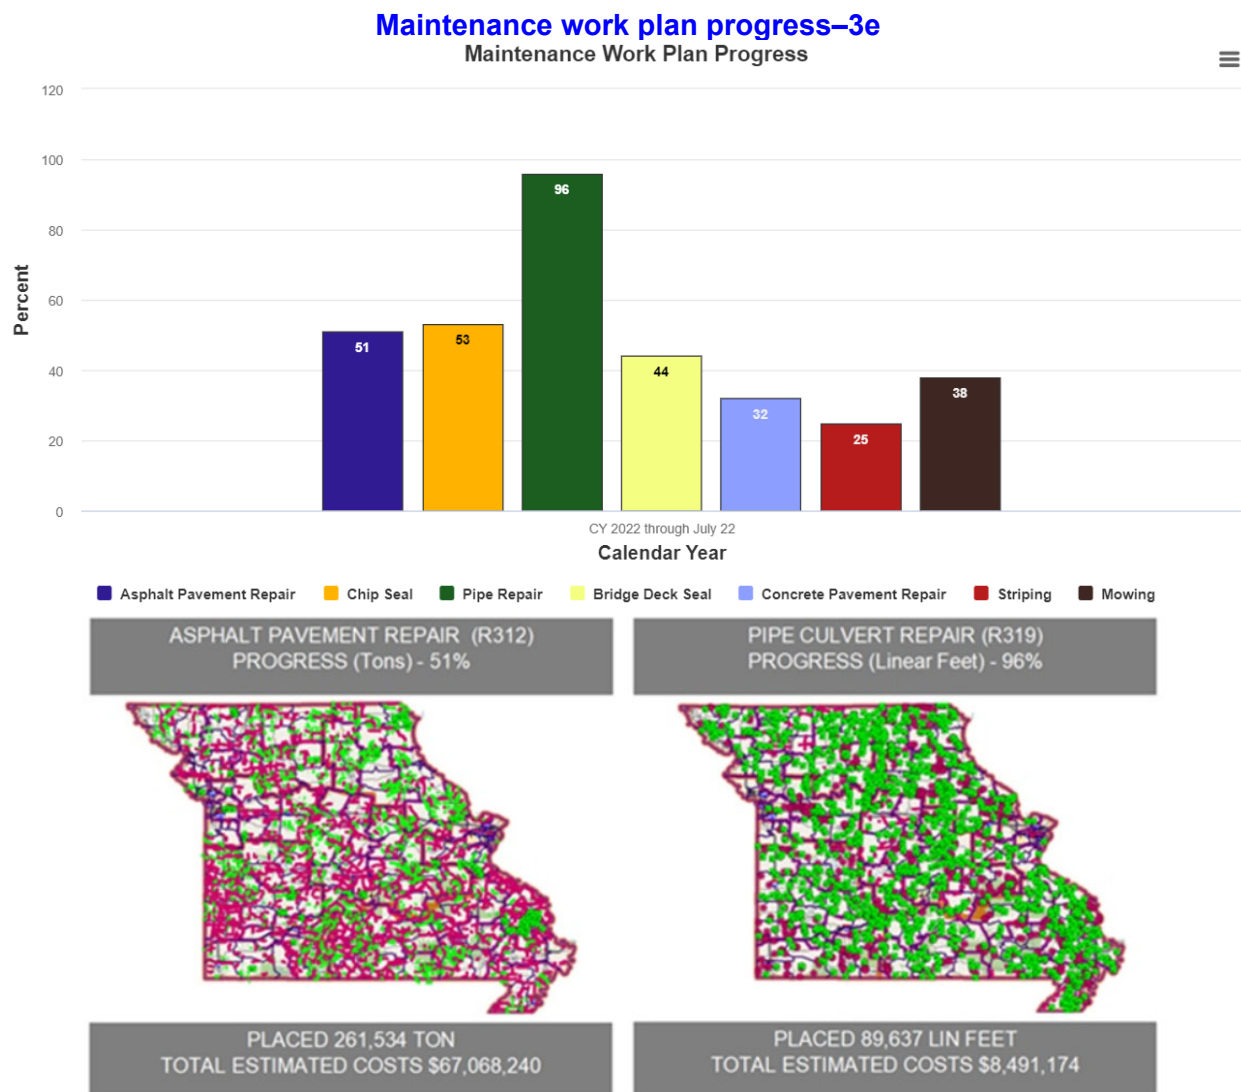 Maintenance work plan progress–3e
Maintenance Work Plan Progress
120
100
80
60
40
20
0
Percent
51
53
96
44
32
25
38
CY 2022 through July 22
Calendar Year
Asphalt Pavement Repair Chip Seal Pipe Repair Bridge Deck Seal Concrete Pavement Repair Striping Mowing
ASPHALT PAVEMENT REPAIR (R312)
PROGRESS (Tons) - 51%
PIPE CULVERT REPAIR (R319)
PROGRESS (Linear Feet) - 96%
PLACED 261,534 TON
TOTAL ESTIMATED COSTS $67,068,240
PLACED 89,637 LIN FEET
TOTAL ESTIMATED COSTS $8,491,174